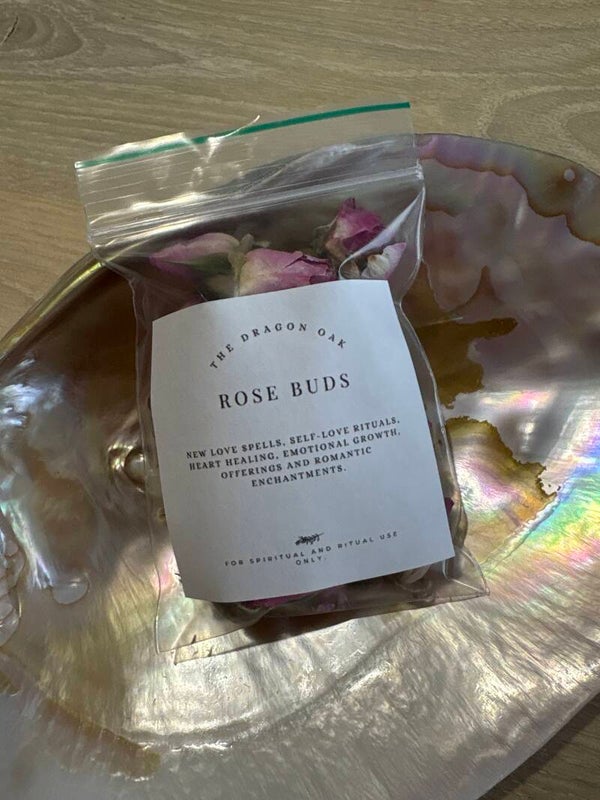 THE DRAGON OAK
ROSE BUDS
NEW LOVE SPELLS, SELF-LOVE RITUALS,
HEART HEALING, EMOTIONAL GROWTH,
OFFERINGS AND ROMANTIC
ENCHANTMENTS.
FOR SPIRITUAL AND RITUAL USE
ONLY.